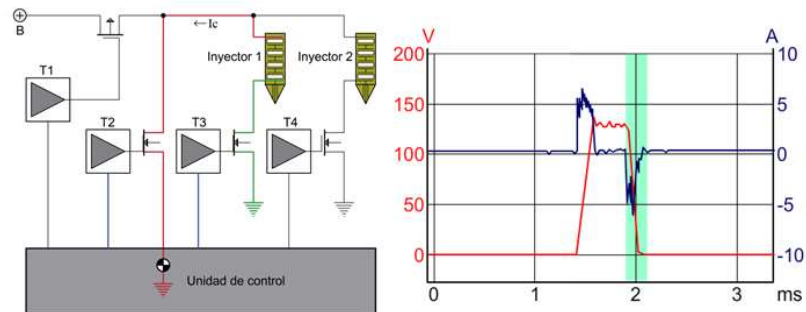 B
← Ic
Inyector 1
Inyector 2
T1
T2
T3
T4
Unidad de control
V
A
200
150
100
50
0
10
5
0
-5
-10
0
1
2
3
ms